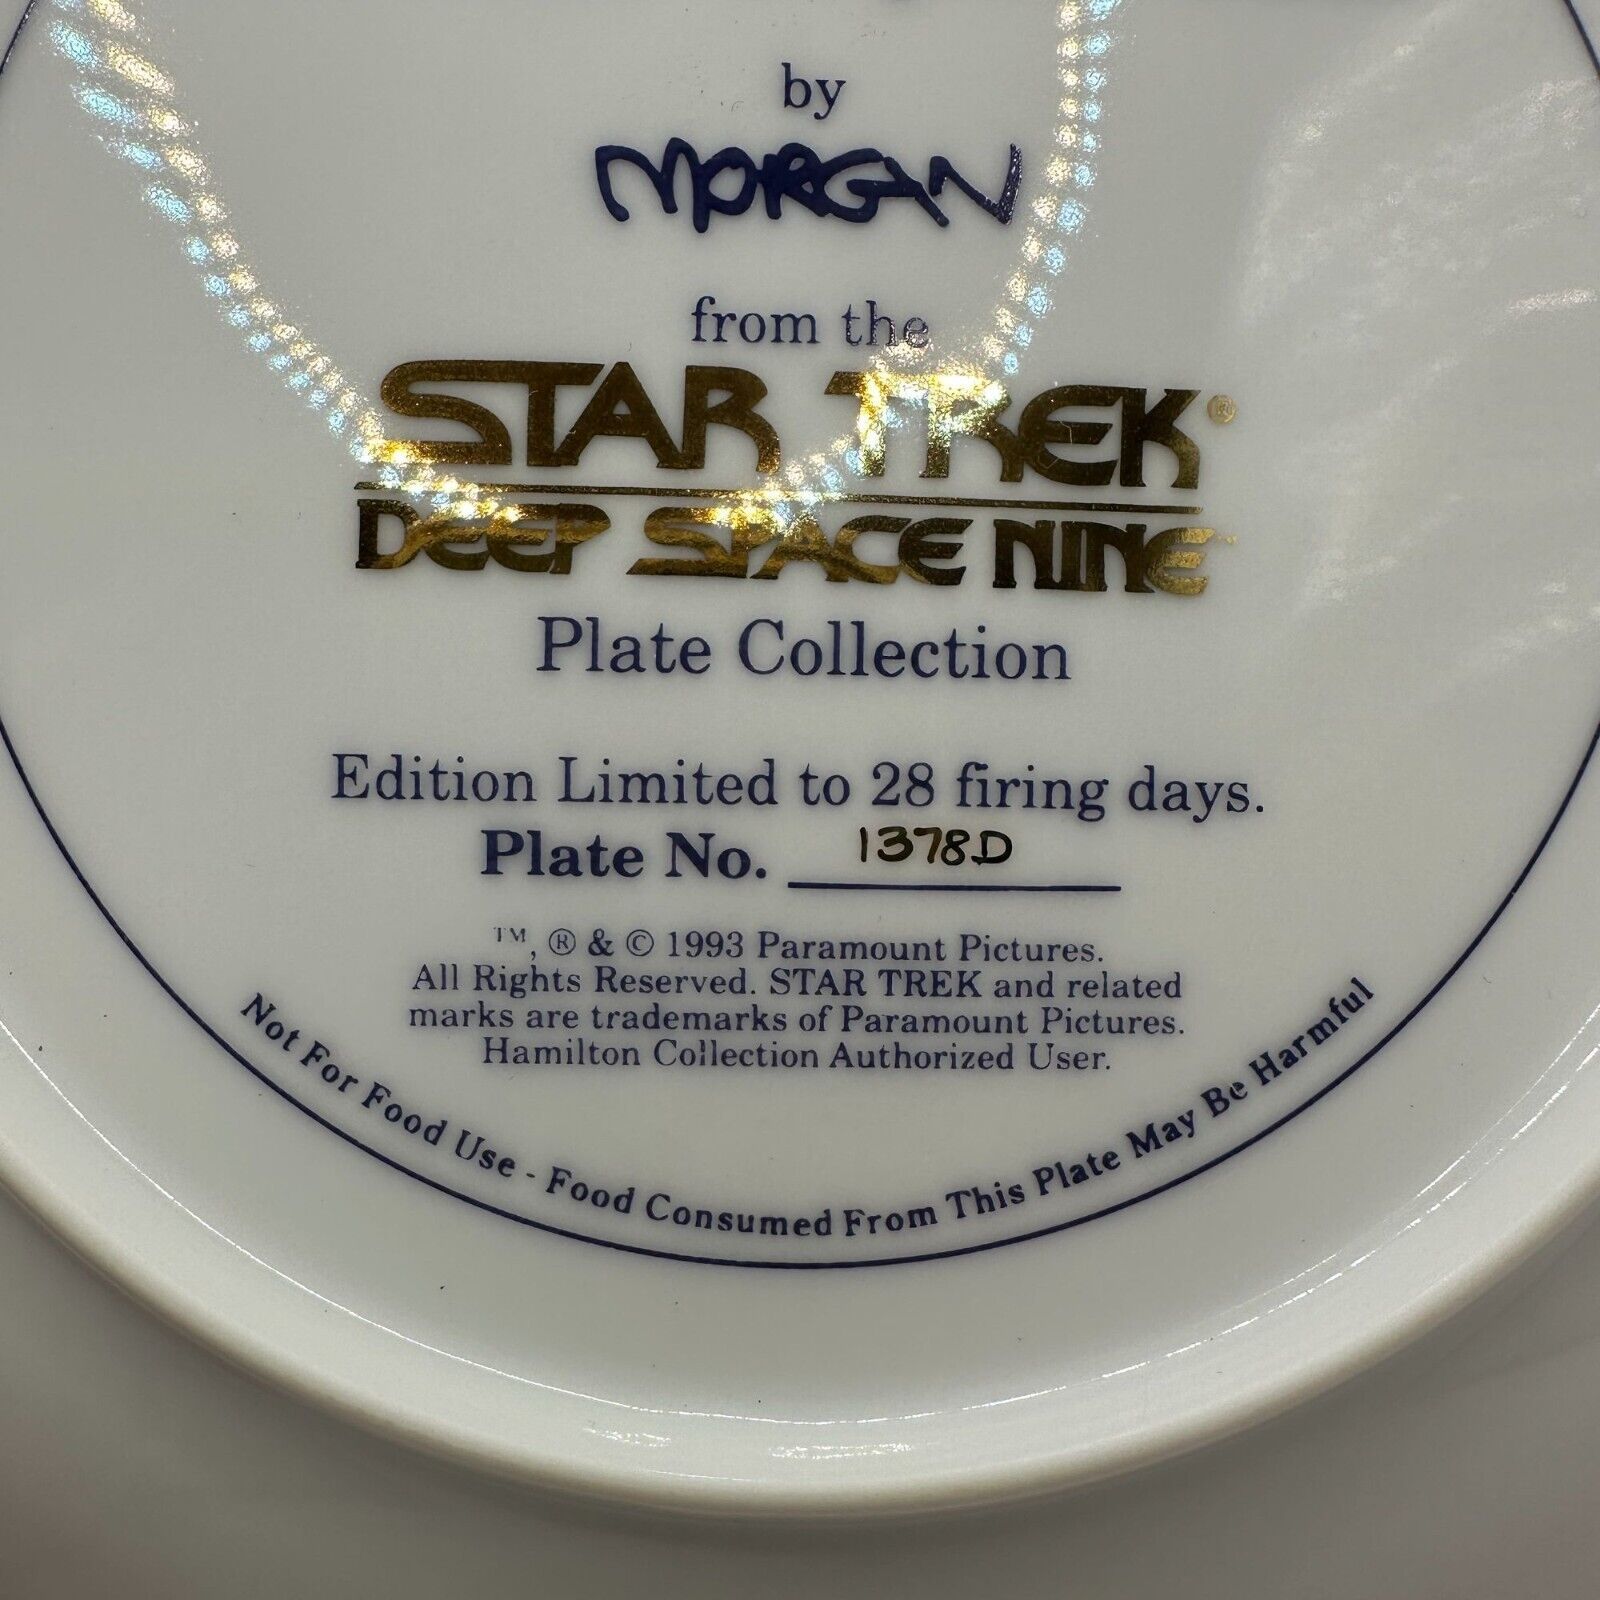 by
MORGAN
from the
STAR TREK®
DEEP SPACE NINE
Plate Collection
Edition Limited to 28 firing days.
Plate No. 1378D
™, ® & © 1993 Paramount Pictures.
All Rights Reserved. STAR TREK and related
marks are trademarks of Paramount Pictures.
Hamilton Collection Authorized User.
Not For Food Use - Food Consumed From This Plate May Be Harmful